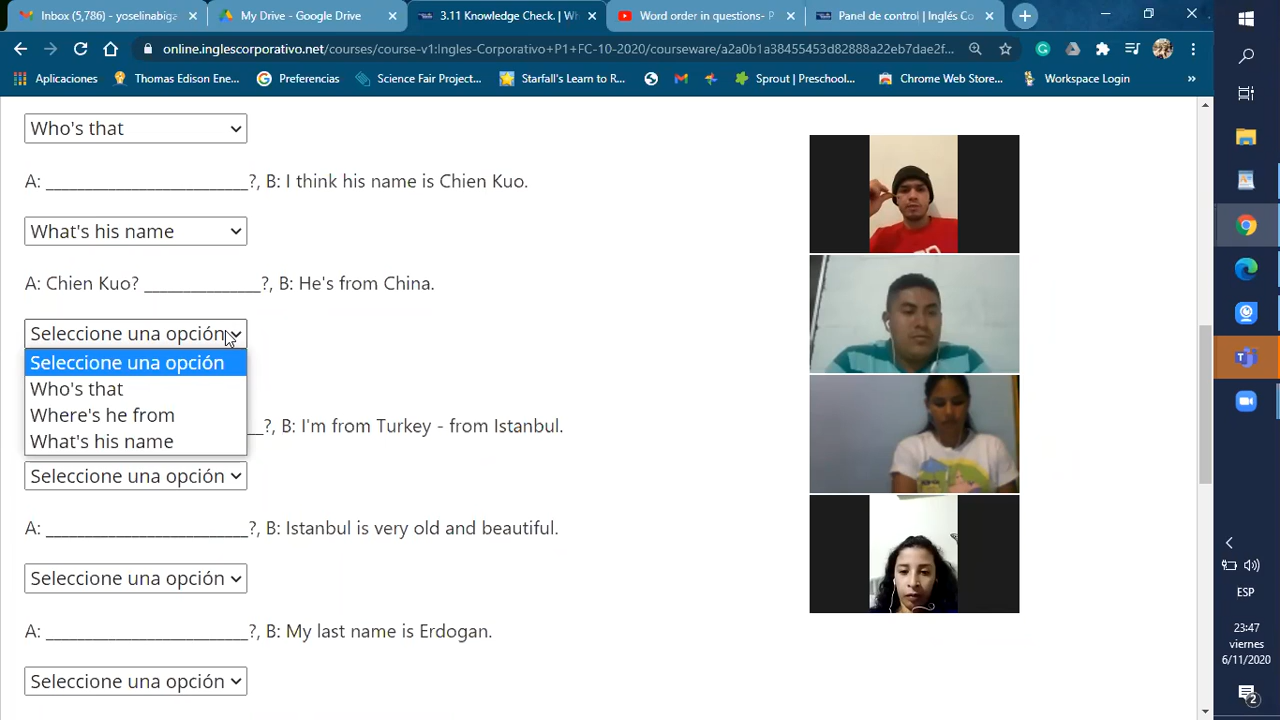 Inbox (5,786) - yoselinabiga
My Drive - Google Drive
3.11 Knowledge Check. | Wh
Word order in questions- P
Panel de control | Inglés Co
online.inglescorporativo.net/courses/course-v1:Ingles-Corporativo+P1+FC-10-2020/courseware/a2a0b1a38455453d82888a22eb7dae2f...
Aplicaciones
Thomas Edison Ene...
Preferencias
Science Fair Project...
Starfall's Learn to R...
Sprout | Preschool...
Chrome Web Store...
Workspace Login
»
Who's that
A: _______________________?, B: I think his name is Chien Kuo.
What's his name
A: Chien Kuo? _____________?, B: He's from China.
Seleccione una opción
Seleccione una opción
Who's that
Where's he from
What's his name
__?, B: I'm from Turkey - from Istanbul.
Seleccione una opción
A: _______________________?, B: Istanbul is very old and beautiful.
Seleccione una opción
A: _______________________?, B: My last name is Erdogan.
Seleccione una opción
ESP
23:47
viernes
6/11/2020
2